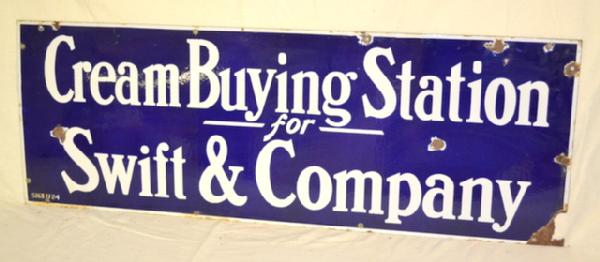 Cream Buying Station
for
Swift & Company